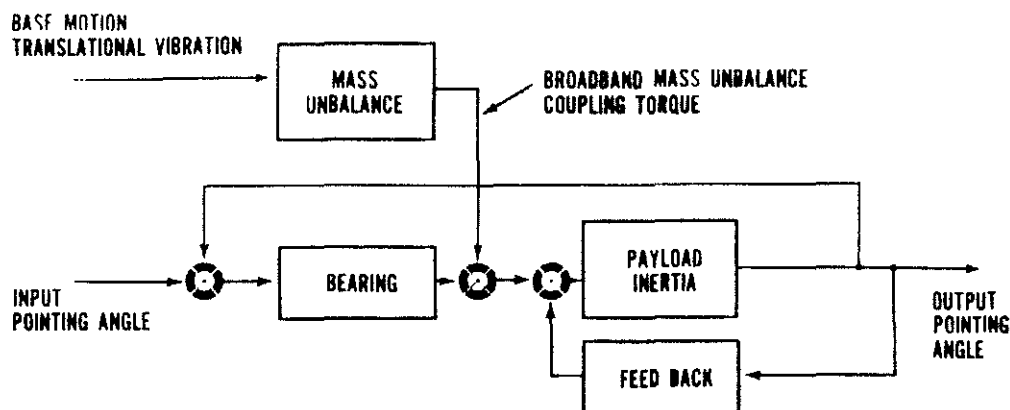 BASE MOTION
TRANSLATIONAL VIBRATION
MASS
UNBALANCE
BROADBAND MASS UNBALANCE
COUPLING TORQUE
INPUT
POINTING ANGLE
BEARING
PAYLOAD
INERTIA
OUTPUT
POINTING
ANGLE
FEED BACK